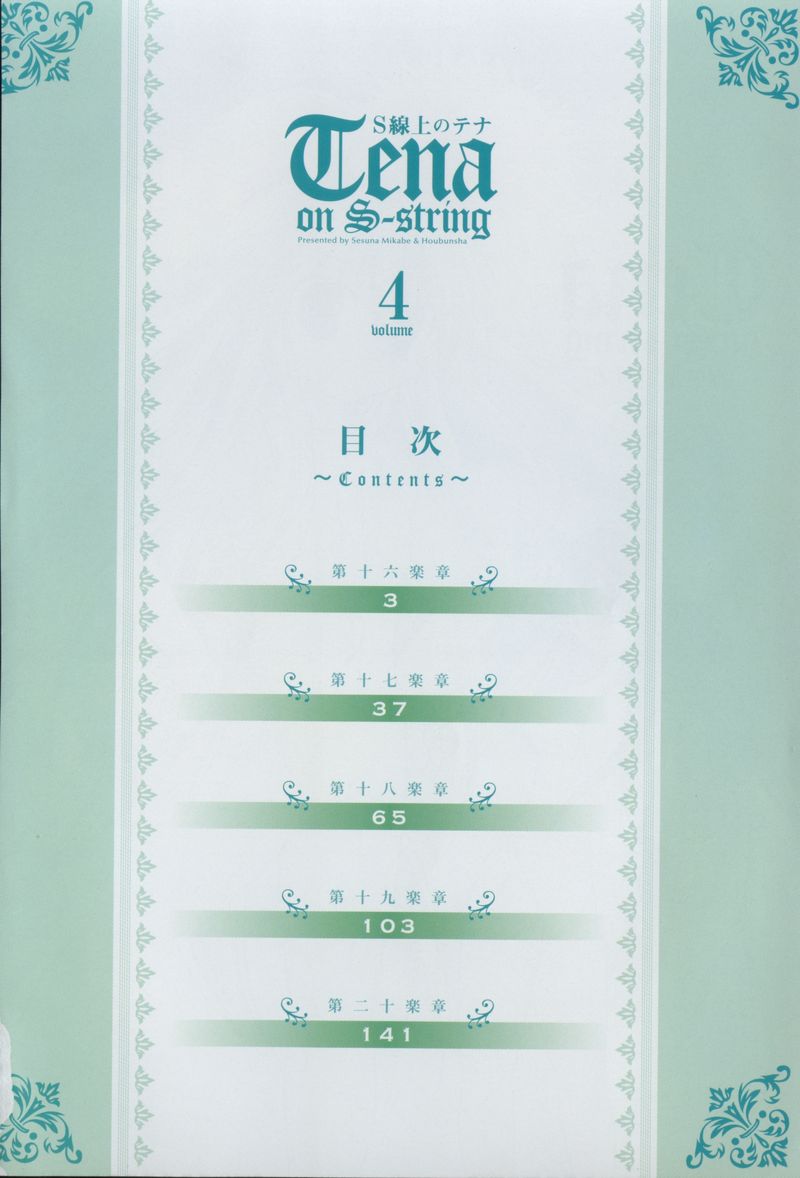 S線上のテナ
Tena
on S-string
Presented by Sesuna Mikabe & Houbunsha
4
volume
目次
～Contents～
第十六楽章
3
第十七楽章
37
第十八楽章
65
第十九楽章
103
第二十楽章
141